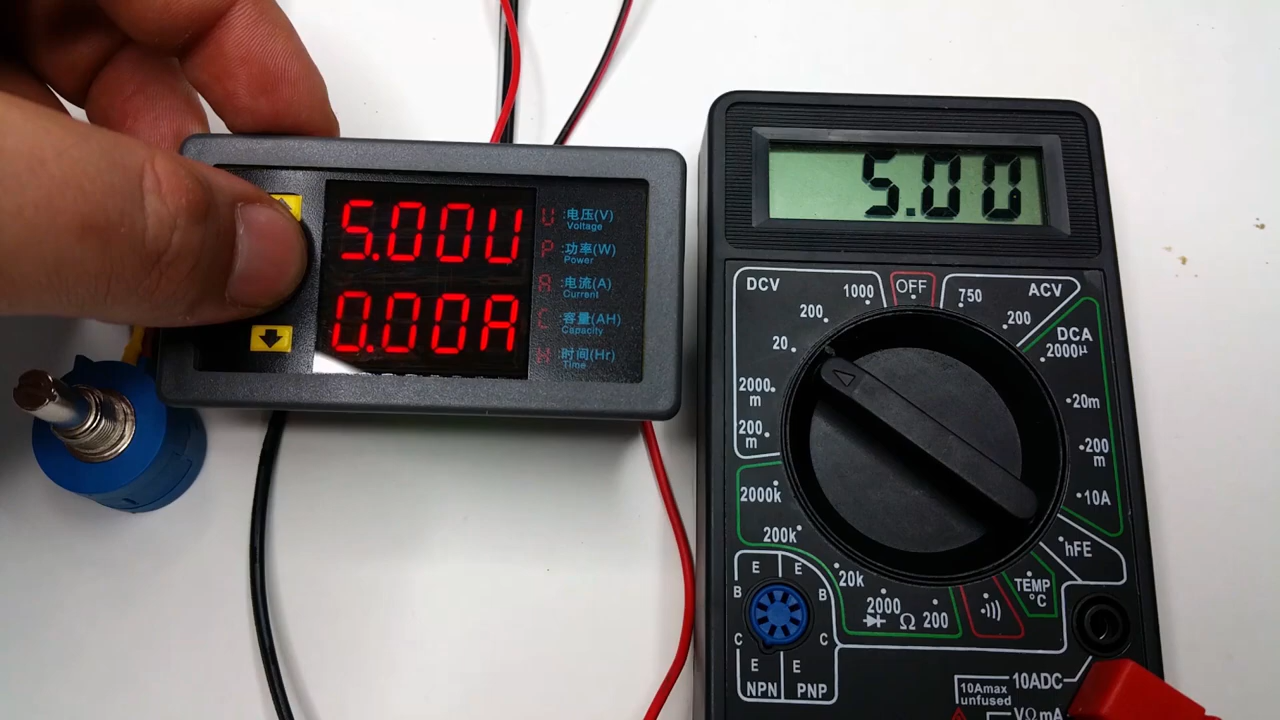 5.00U
0.00A
U :电压(V)
Voltage
P :功率(W)
Power
A :电流(A)
Current
C :容量(AH)
Capacity
H :时间(Hr)
Time
5.00
DCV
1000
OFF
750
ACV
200
200
20
2000
m
200
m
DCA
2000µ
20m
200
m
10A
2000k
200k
20k
2000
Ω
200
hFE
TEMP
°C
E
E
B
B
C
C
E
E
NPN
PNP
10Amax
unfused
10ADC
VΩmA